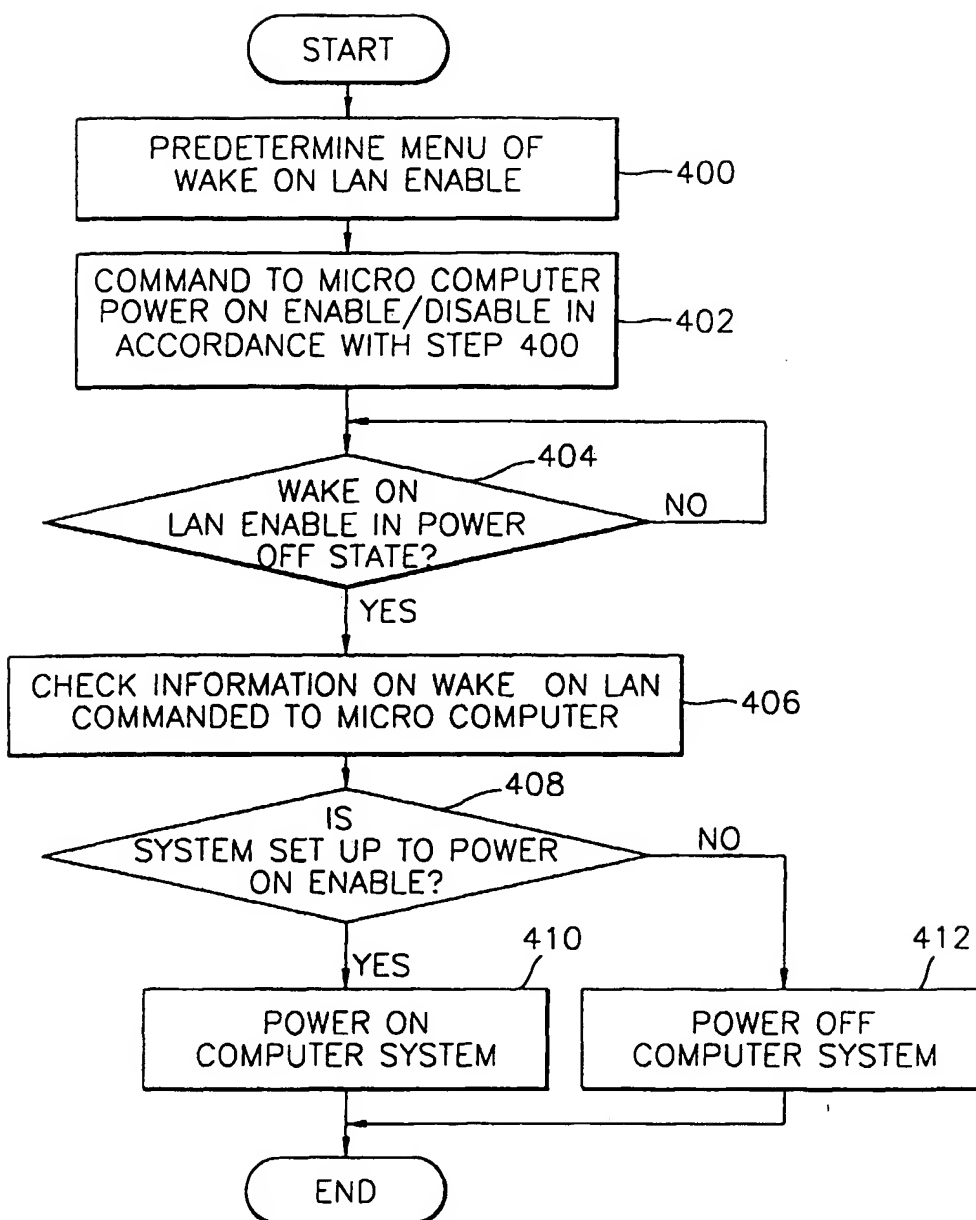 START
PREDETERMINE MENU OF
WAKE ON LAN ENABLE
400
COMMAND TO MICRO COMPUTER
POWER ON ENABLE/DISABLE IN
ACCORDANCE WITH STEP 400
402
404
WAKE ON
LAN ENABLE IN POWER
OFF STATE?
NO
YES
CHECK INFORMATION ON WAKE ON LAN
COMMANDED TO MICRO COMPUTER
406
408
IS
SYSTEM SET UP TO POWER
ON ENABLE?
NO
YES
410
412
POWER ON
COMPUTER SYSTEM
POWER OFF
COMPUTER SYSTEM
END